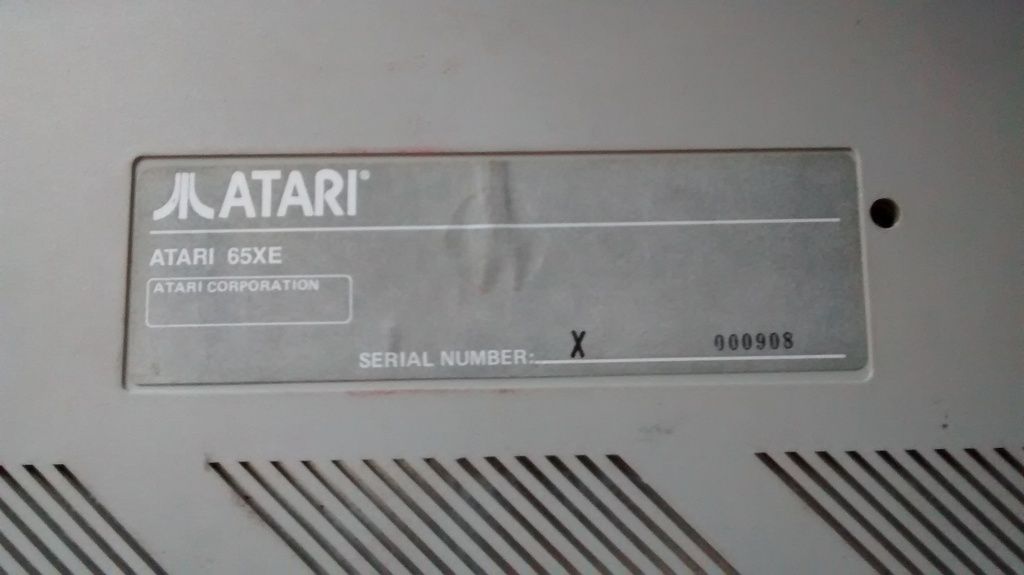 ATARI®
ATARI 65XE
ATARI CORPORATION
SERIAL NUMBER: X 000908